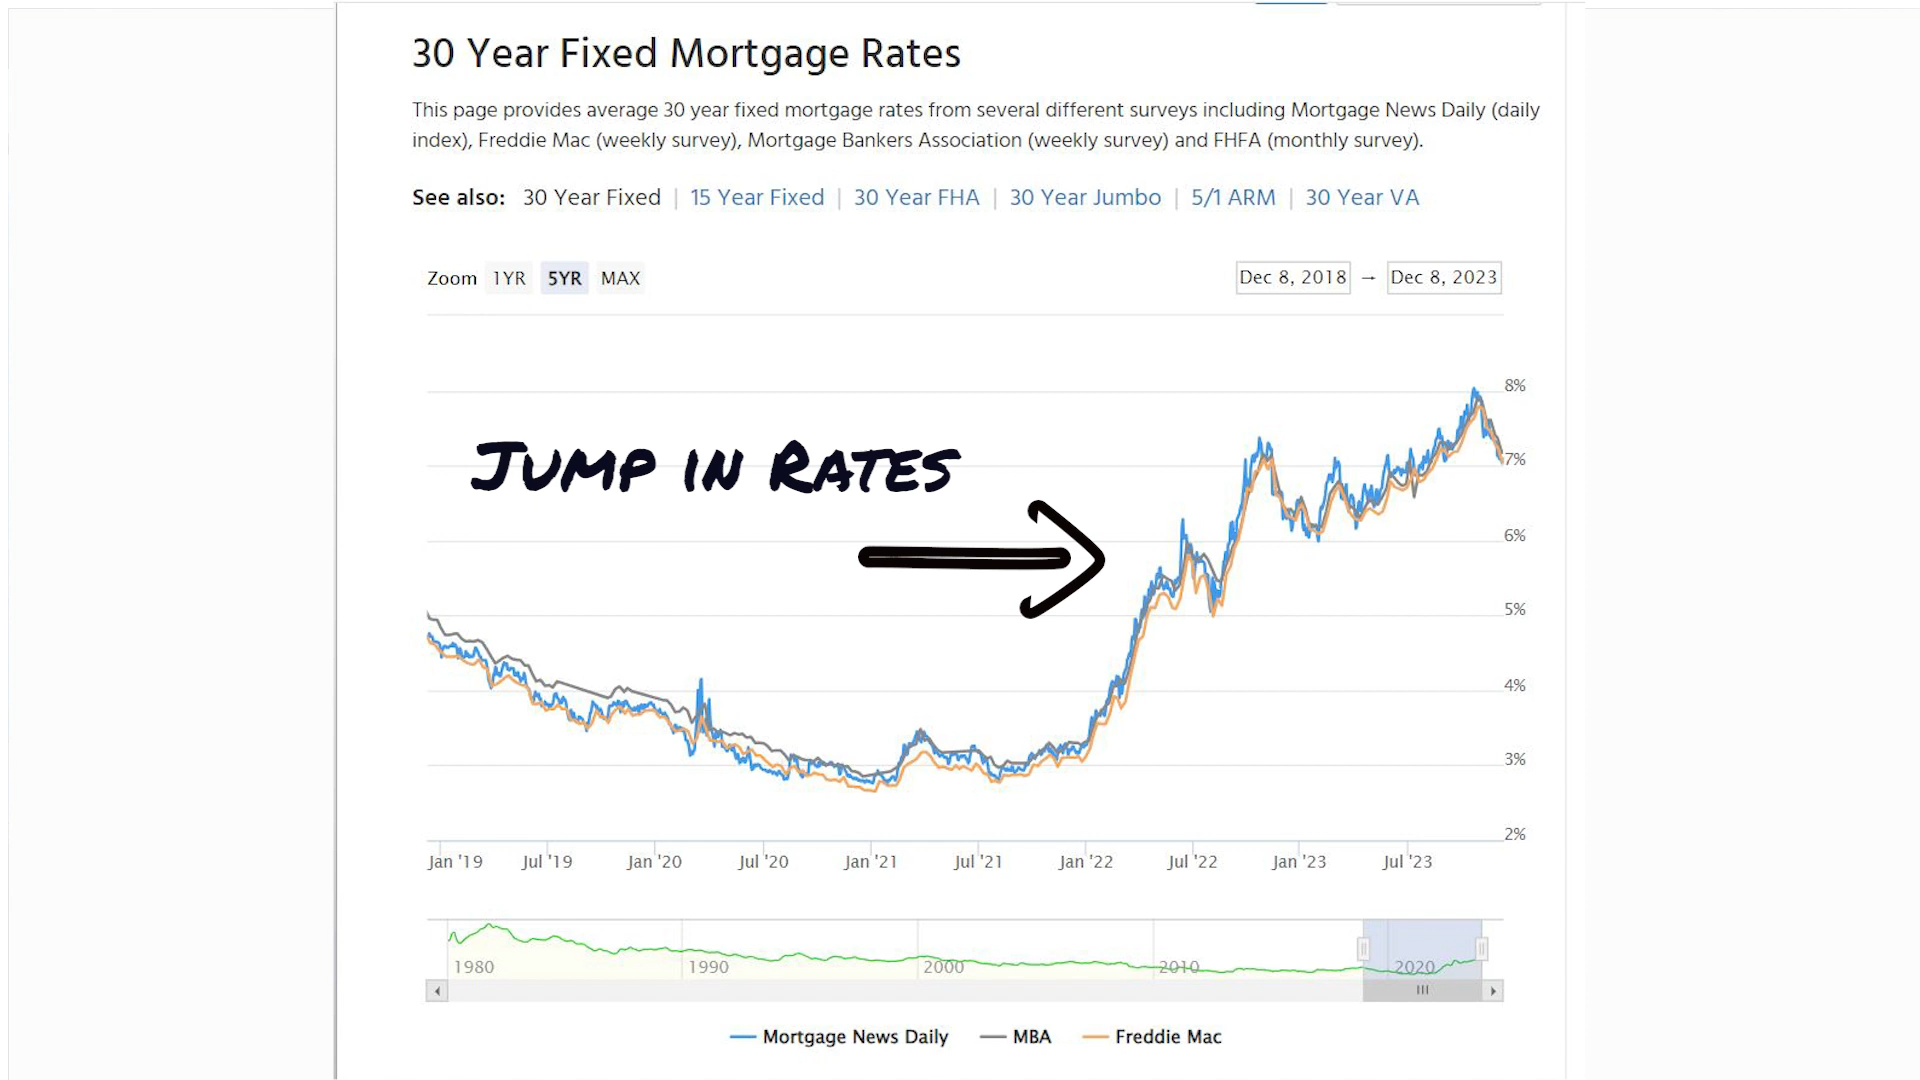 30 Year Fixed Mortgage Rates
This page provides average 30 year fixed mortgage rates from several different surveys including Mortgage News Daily (daily
index), Freddie Mac (weekly survey), Mortgage Bankers Association (weekly survey) and FHFA (monthly survey).
See also: 30 Year Fixed | 15 Year Fixed | 30 Year FHA | 30 Year Jumbo | 5/1 ARM | 30 Year VA
Zoom 1YR 5YR MAX Dec 8, 2018 → Dec 8, 2023
8%
JUMP IN RATES
7%
6%
5%
4%
3%
2%
Jan '19 Jul '19 Jan '20 Jul '20 Jan '21 Jul '21 Jan '22 Jul '22 Jan '23 Jul '23
1980 1990 2000 2010 2020
Mortgage News Daily MBA Freddie Mac